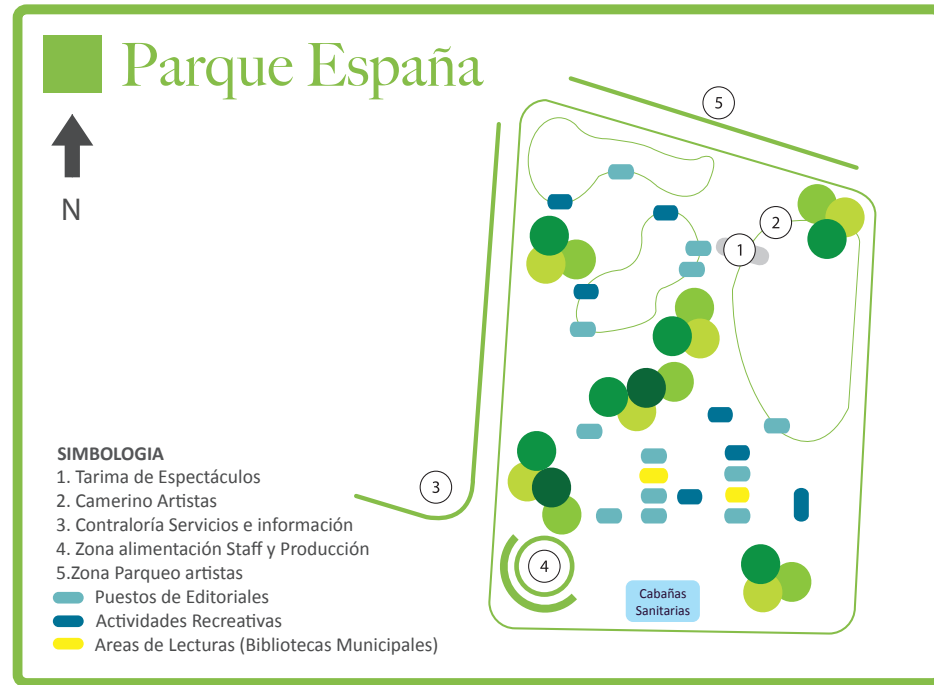 Parque España
N
5
2
1
3
4
SIMBOLOGIA
1. Tarima de Espectáculos
2. Camerino Artistas
3. Contraloría Servicios e información
4. Zona alimentación Staff y Producción
5.Zona Parqueo artistas
Puestos de Editoriales
Actividades Recreativas
Areas de Lecturas (Bibliotecas Municipales)
Cabañas
Sanitarias